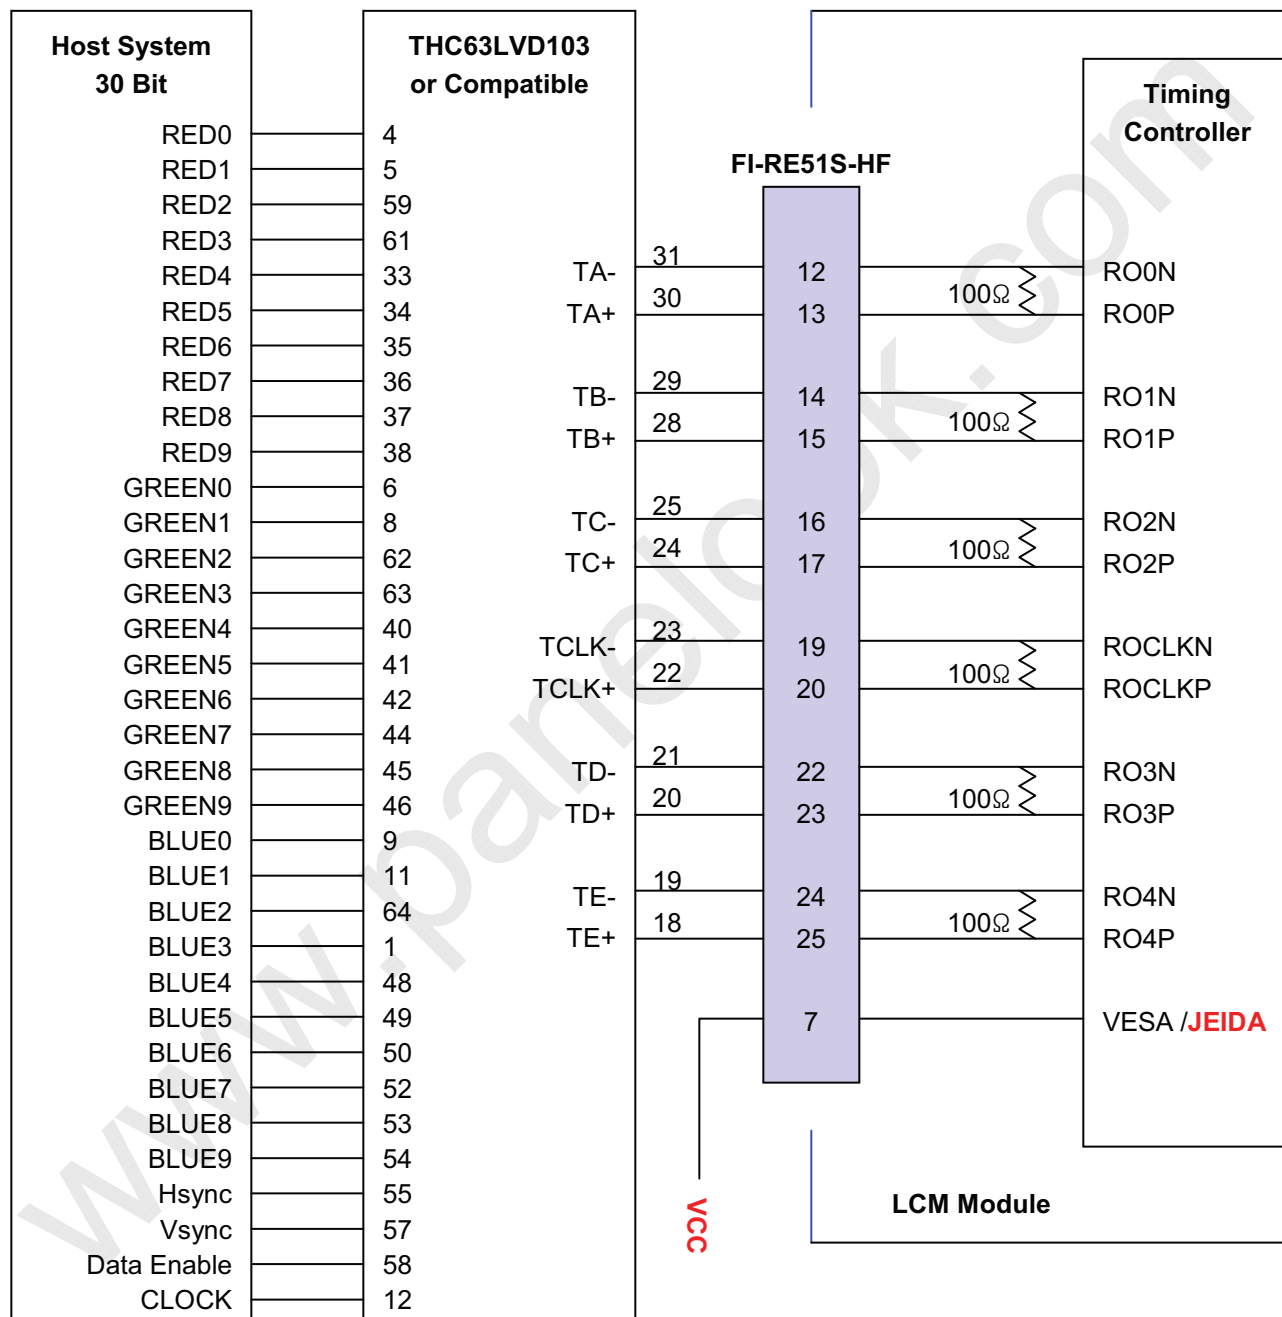 Host System
30 Bit
RED0
RED1
RED2
RED3
RED4
RED5
RED6
RED7
RED8
RED9
GREEN0
GREEN1
GREEN2
GREEN3
GREEN4
GREEN5
GREEN6
GREEN7
GREEN8
GREEN9
BLUE0
BLUE1
BLUE2
BLUE3
BLUE4
BLUE5
BLUE6
BLUE7
BLUE8
BLUE9
Hsync
Vsync
Data Enable
CLOCK
THC63LVD103
or Compatible
4
5
59
61
33
34
35
36
37
38
6
8
62
63
40
41
42
44
45
46
9
11
64
1
48
49
50
52
53
54
55
57
58
12
TA- 31
TA+ 30
TB- 29
TB+ 28
TC- 25
TC+ 24
TCLK- 23
TCLK+ 22
TD- 21
TD+ 20
TE- 19
TE+ 18
FI-RE51S-HF
12
13
14
15
16
17
19
20
22
23
24
25
7
VCC
100Ω
100Ω
100Ω
100Ω
100Ω
100Ω
Timing
Controller
RO0N
RO0P
RO1N
RO1P
RO2N
RO2P
ROCLKN
ROCLKP
RO3N
RO3P
RO4N
RO4P
VESA /JEIDA
LCM Module
www.panelook.com